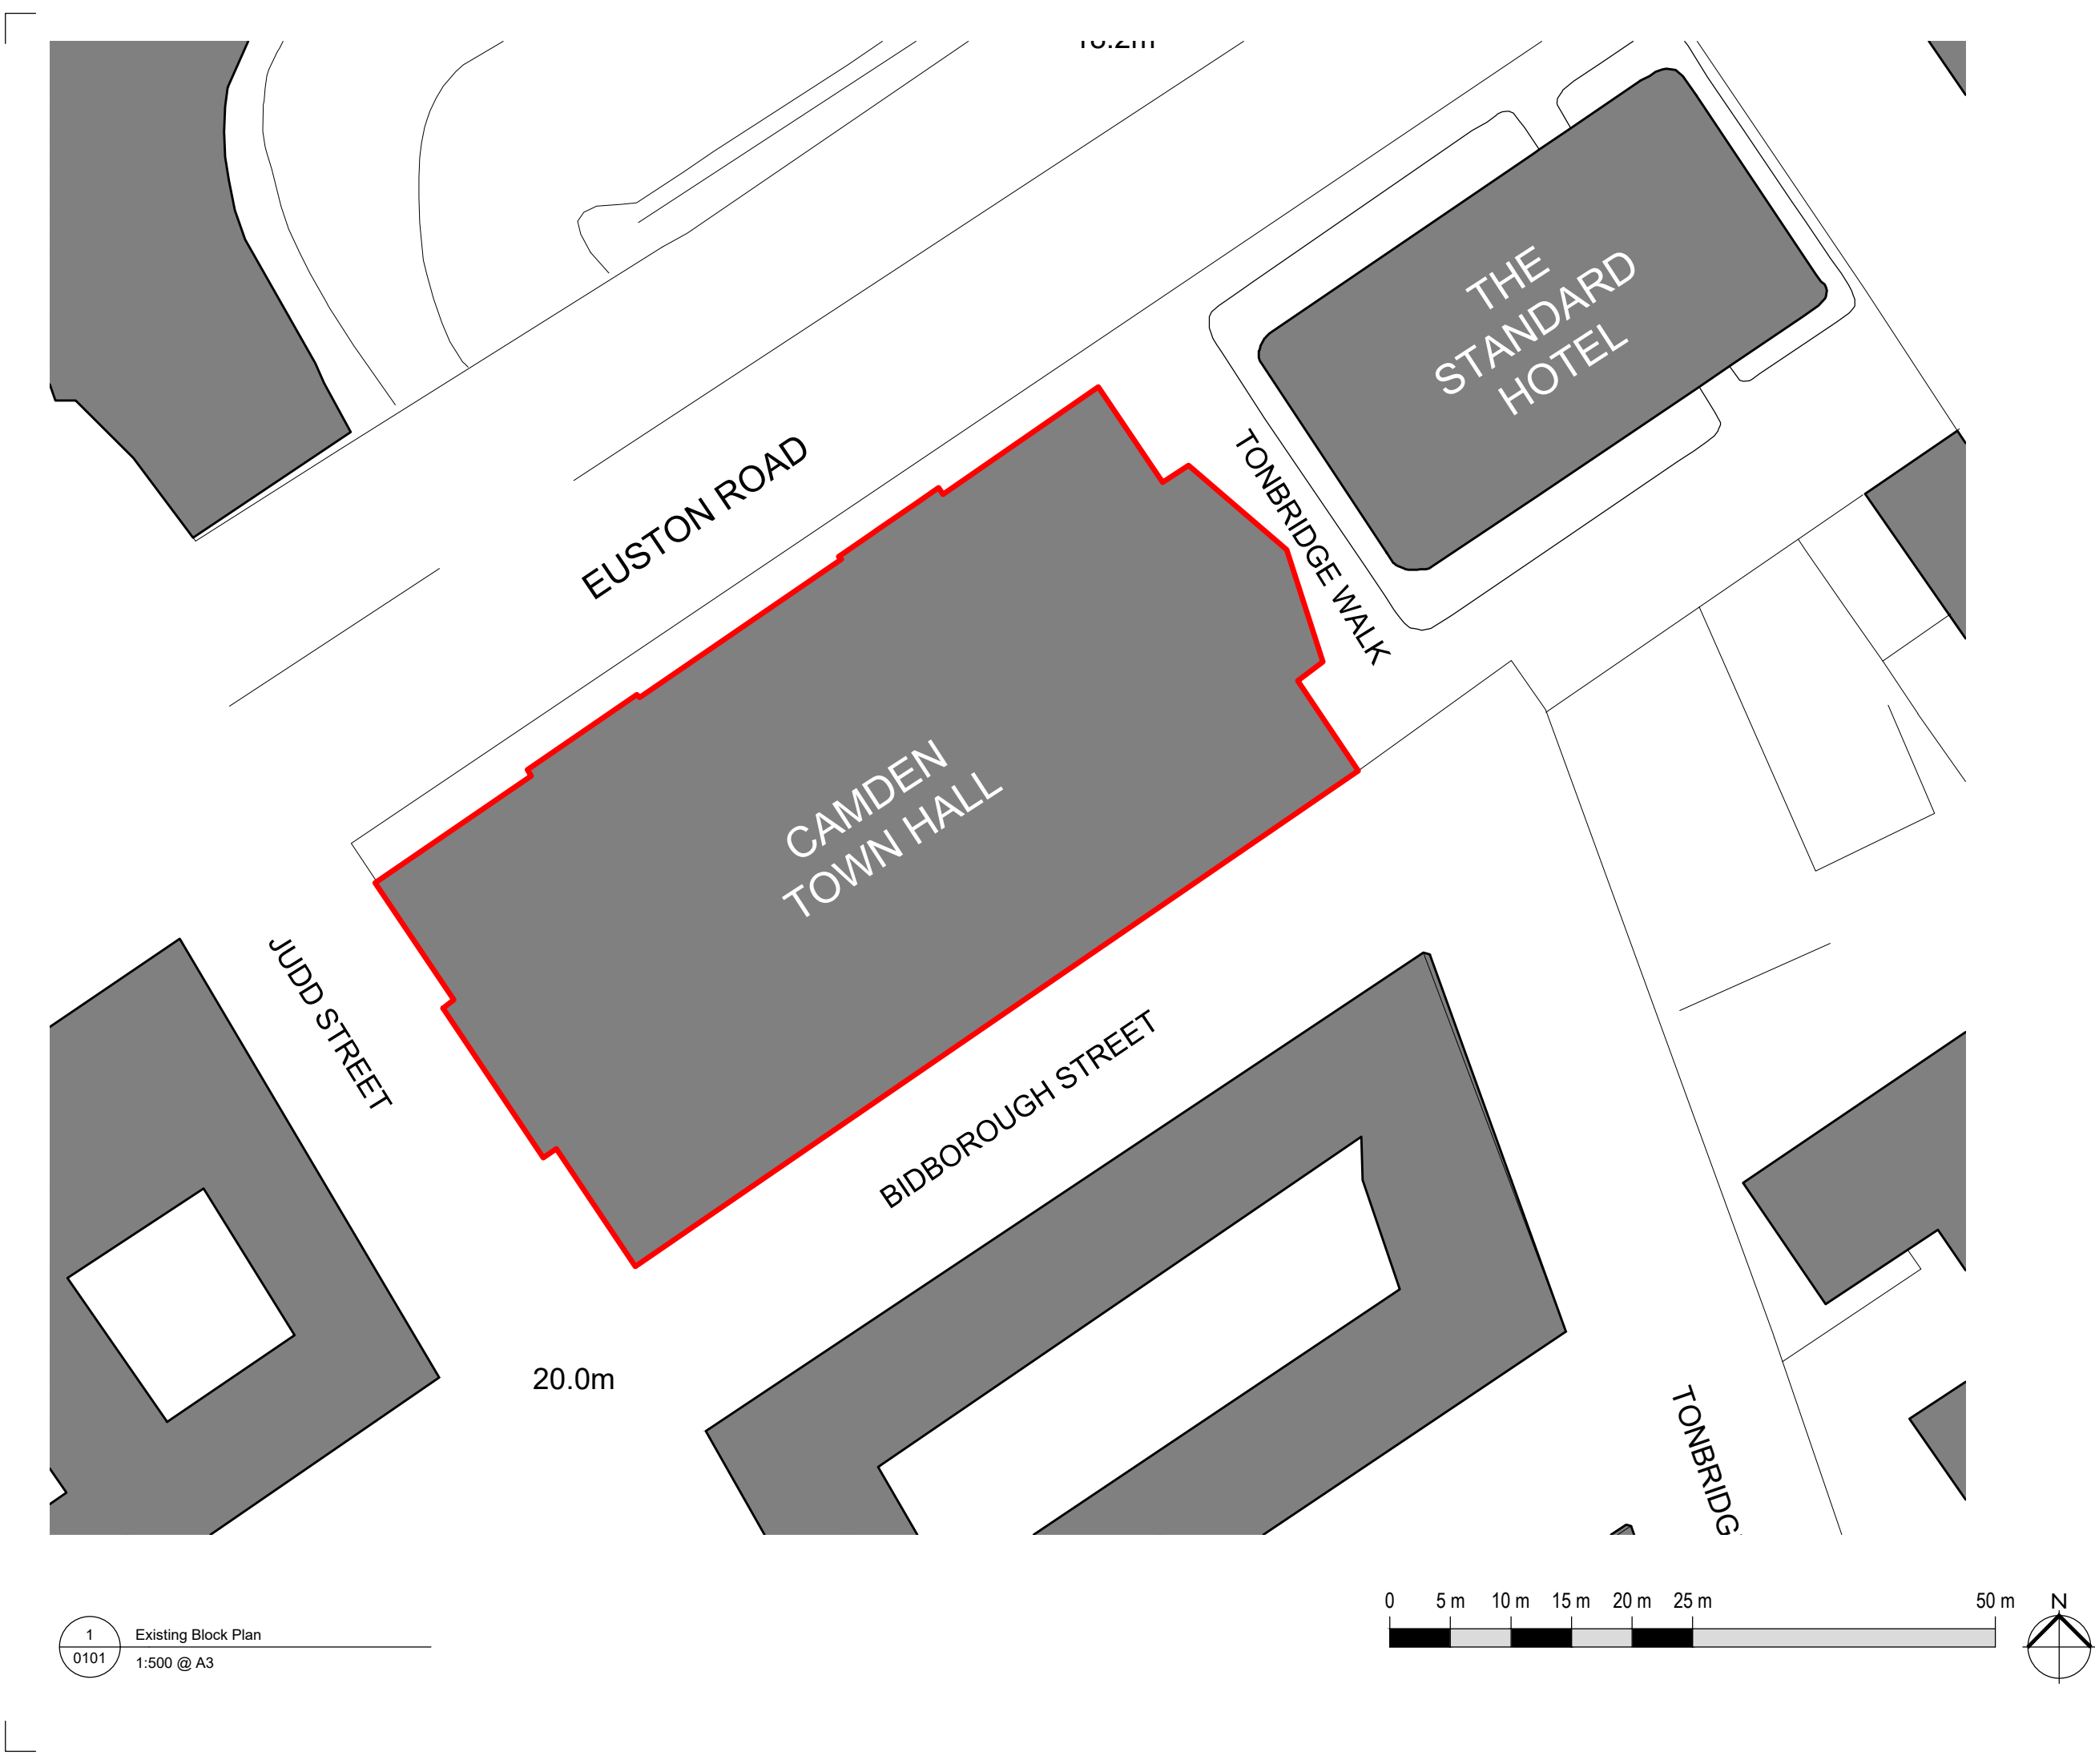 THE
STANDARD
HOTEL
EUSTON ROAD
TONBRIDGE WALK
CAMDEN
TOWN HALL
JUDD STREET
BIDBOROUGH STREET
20.0m
0 5 m 10 m 15 m 20 m 25 m 50 m
N
1
0101
Existing Block Plan
1:500 @ A3